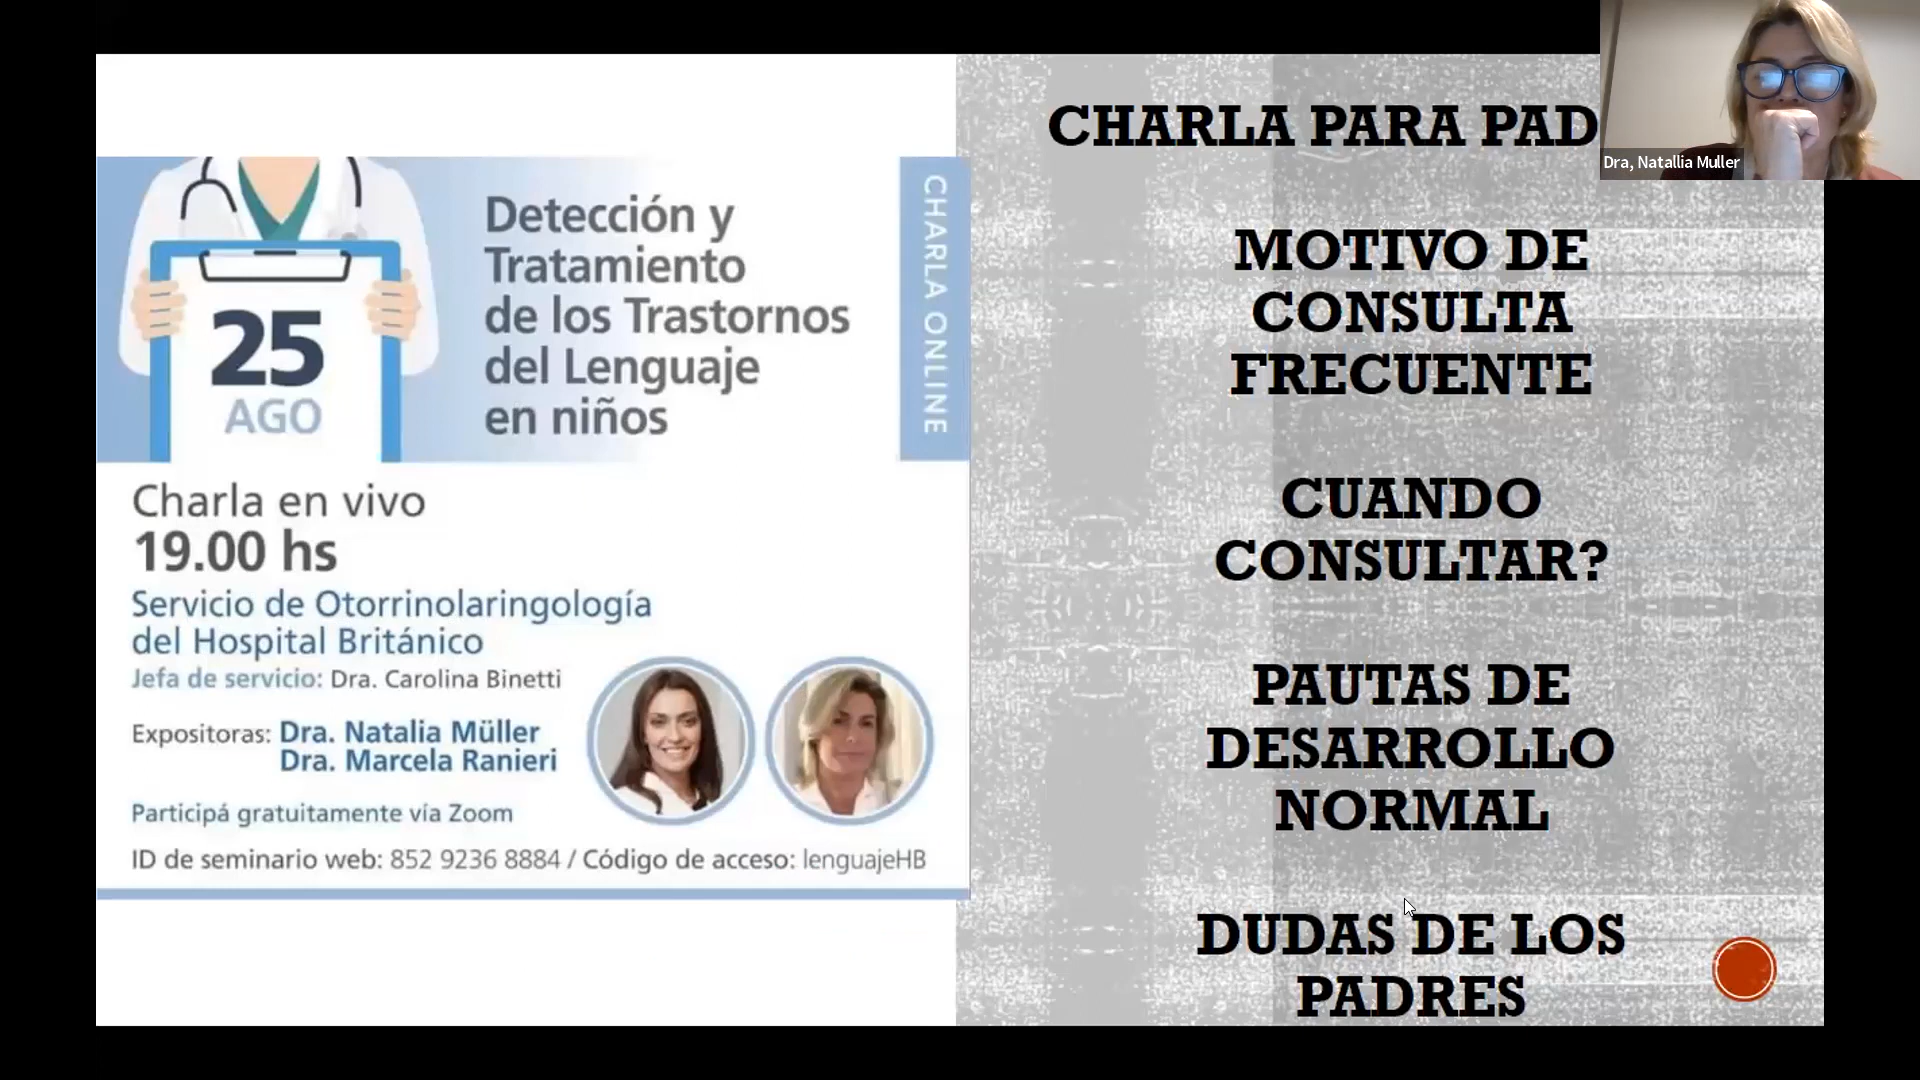 Detección y
Tratamiento
de los Trastornos
del Lenguaje
en niños
25
AGO
CHARLA ONLINE
Charla en vivo
19.00 hs
Servicio de Otorrinolaringología
del Hospital Británico
Jefa de servicio: Dra. Carolina Binetti
Expositoras: Dra. Natalia Müller
Dra. Marcela Ranieri
Participá gratuitamente vía Zoom
ID de seminario web: 852 9236 8884 / Código de acceso: lenguajeHB
CHARLA PARA PAD
MOTIVO DE
CONSULTA
FRECUENTE
CUANDO
CONSULTAR?
PAUTAS DE
DESARROLLO
NORMAL
DUDAS DE LOS
PADRES
Dra, Natallia Muller